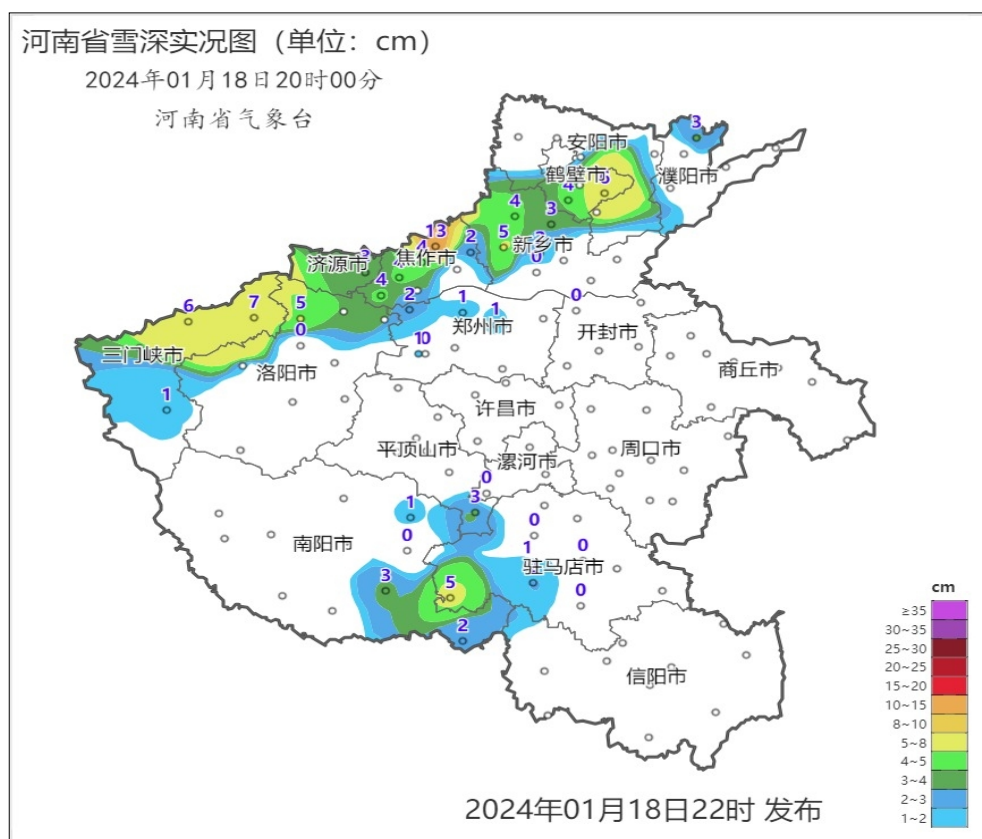 河南省雪深实况图（单位：cm）
2024年01月18日20时00分
河南省气象台
3
安阳市
鹤壁市
濮阳市
4
4
3
13
2
5
新乡市
4
焦作市
0
济源市
4
6
7
5
2
1
1
0
0
郑州市
开封市
10
三门峡市
洛阳市
商丘市
1
许昌市
平顶山市
漯河市
周口市
0
1
3
0
0
南阳市
1
0
驻马店市
3
5
0
2
信阳市
cm
≥35
30~35
25~30
20~25
15~20
10~15
8~10
5~8
4~5
3~4
2~3
1~2
2024年01月18日22时 发布